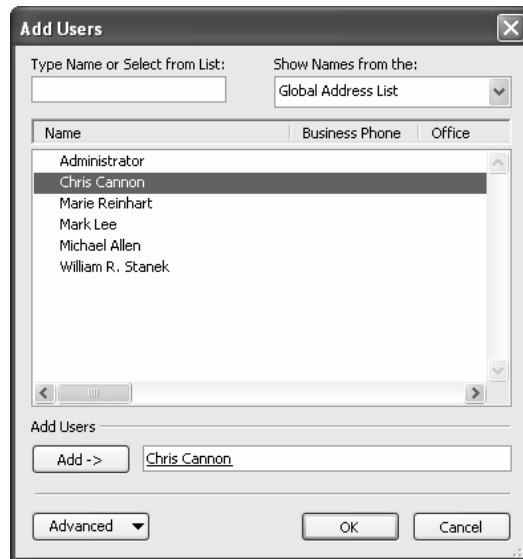 Add Users
Type Name or Select from List: Show Names from the:
Global Address List
Name Business Phone Office
Administrator
Chris Cannon
Marie Reinhart
Mark Lee
Michael Allen
William R. Stanek
Add Users
Add -> Chris Cannon
Advanced OK Cancel